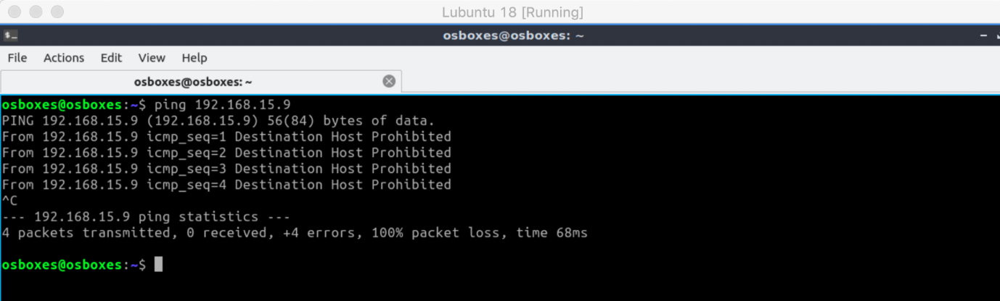 Lubuntu 18 [Running]
osboxes@osboxes: ~
File Actions Edit View Help
osboxes@osboxes: ~
osboxes@osboxes:~$ ping 192.168.15.9
PING 192.168.15.9 (192.168.15.9) 56(84) bytes of data.
From 192.168.15.9 icmp_seq=1 Destination Host Prohibited
From 192.168.15.9 icmp_seq=2 Destination Host Prohibited
From 192.168.15.9 icmp_seq=3 Destination Host Prohibited
From 192.168.15.9 icmp_seq=4 Destination Host Prohibited
^C
--- 192.168.15.9 ping statistics ---
4 packets transmitted, 0 received, +4 errors, 100% packet loss, time 68ms
osboxes@osboxes:~$